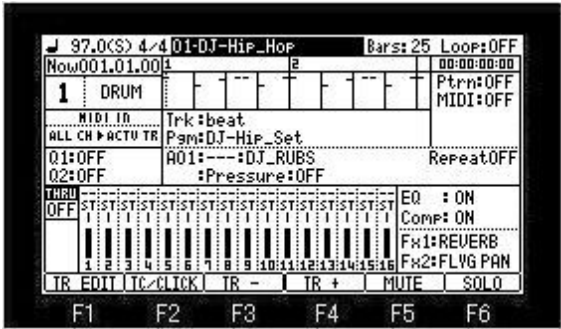 ♩ 97.0(S) 4/4 01-DJ-Hip_Hop Bars: 25 Loop:OFF
Now001.01.00 1 2 00:00:00:00
Ptrn:OFF
1 DRUM MIDI:OFF
MIDI IN Trk:beat
ALL CH▶ACTV TR Pgm:DJ-Hip_Set
Q1:OFF A01:---:DJ_RUBS RepeatOFF
Q2:OFF :Pressure:OFF
THRU
OFF ST ST ST ST ST ST ST ST ST ST ST ST ST ST ST ST EQ : ON
Comp: ON
Fx1:REVERB
1 2 3 4 5 6 7 8 9 10 11 12 13 14 15 16 Fx2:FLVG PAN
TR EDIT TC/CLICK TR - TR + MUTE SOLO
F1 F2 F3 F4 F5 F6